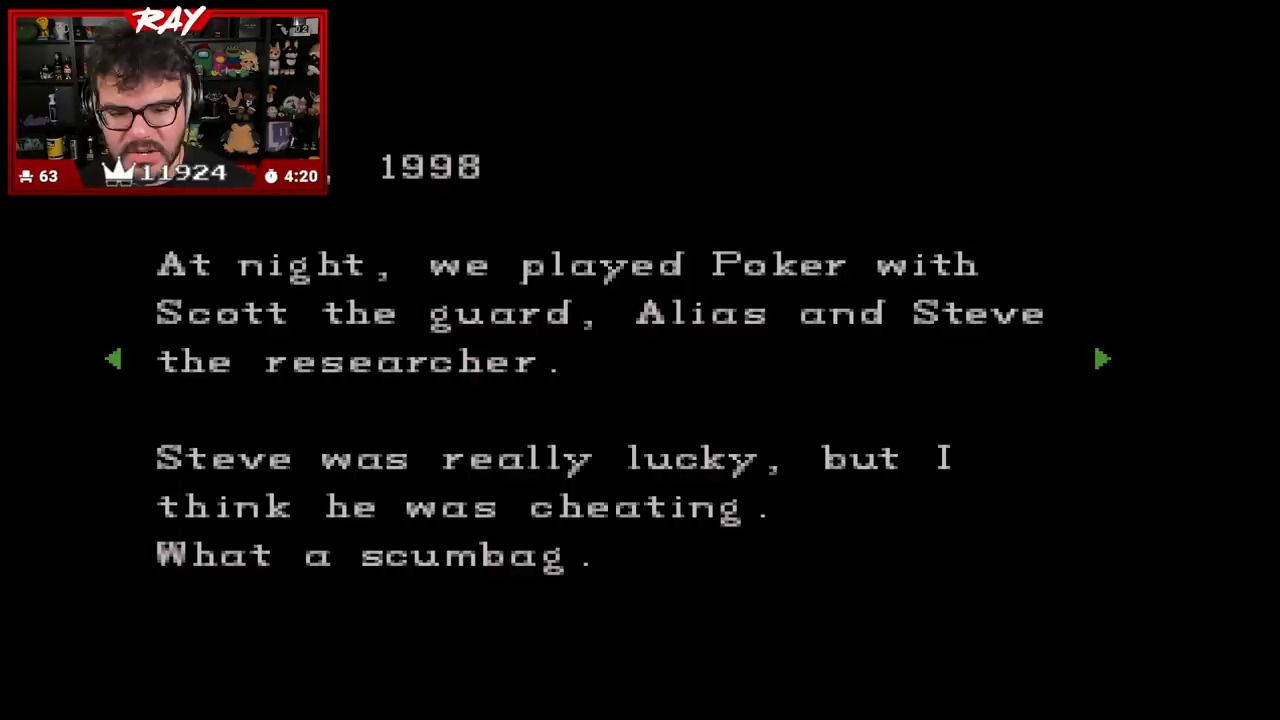 RAY
63
11924
4:20
, 1998
At night, we played Poker with
Scott the guard, Alias and Steve
the researcher.
Steve was really lucky, but I
think he was cheating.
What a scumbag.